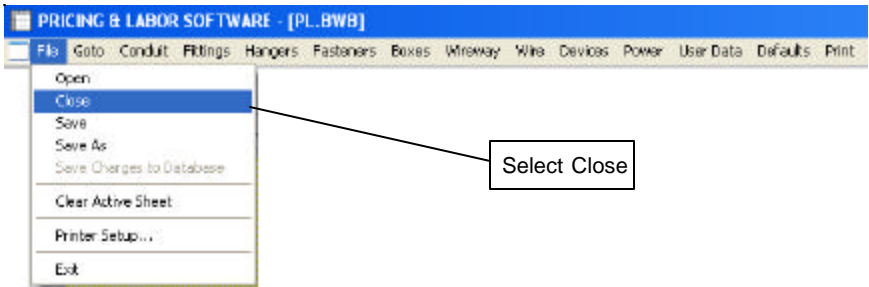 PRICING & LABOR SOFTWARE - [PL.BWB]
File Goto Conduit Fittings Hangers Fasteners Boxes Wireway Wire Devices Power User Data Defaults Print
Open
Close
Save
Save As
Save Changes to Database
Clear Active Sheet
Printer Setup...
Exit
Select Close